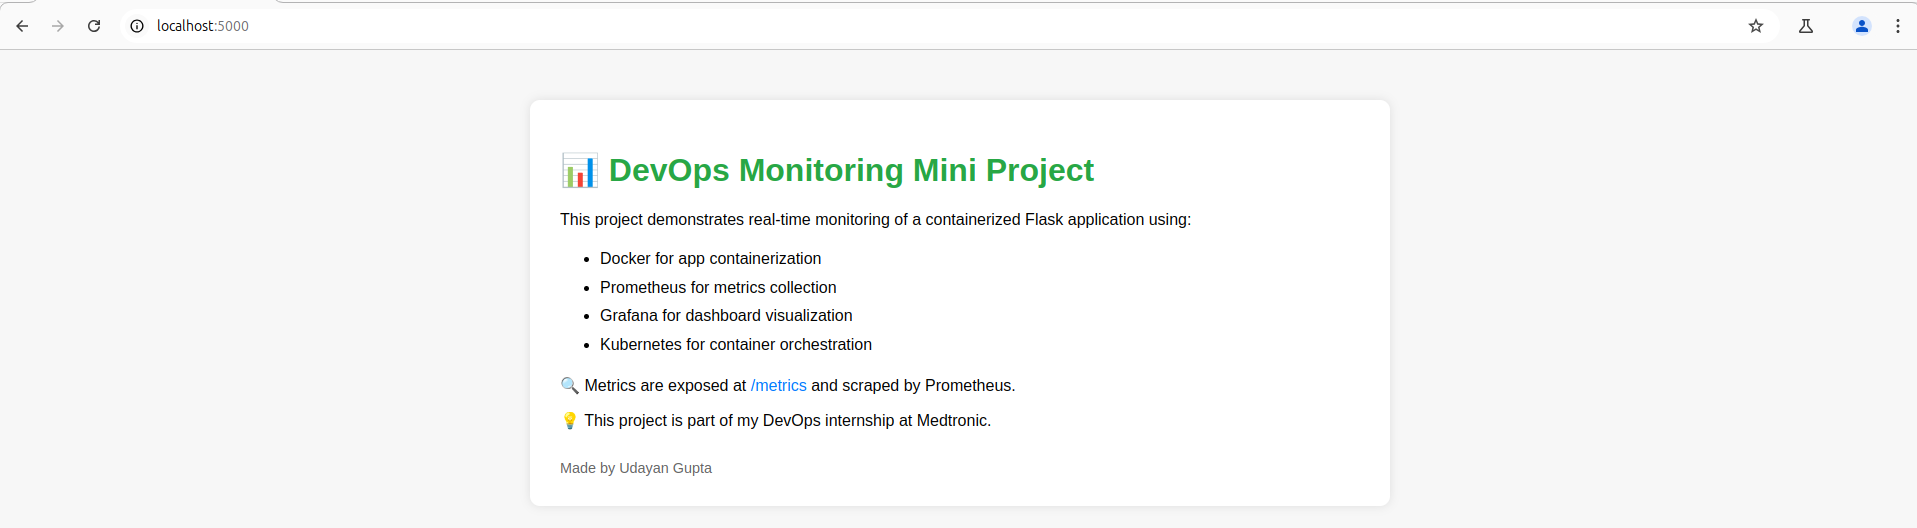 localhost:5000
📊 DevOps Monitoring Mini Project
This project demonstrates real-time monitoring of a containerized Flask application using:
• Docker for app containerization
• Prometheus for metrics collection
• Grafana for dashboard visualization
• Kubernetes for container orchestration
🔍 Metrics are exposed at /metrics and scraped by Prometheus.
💡 This project is part of my DevOps internship at Medtronic.
Made by Udayan Gupta